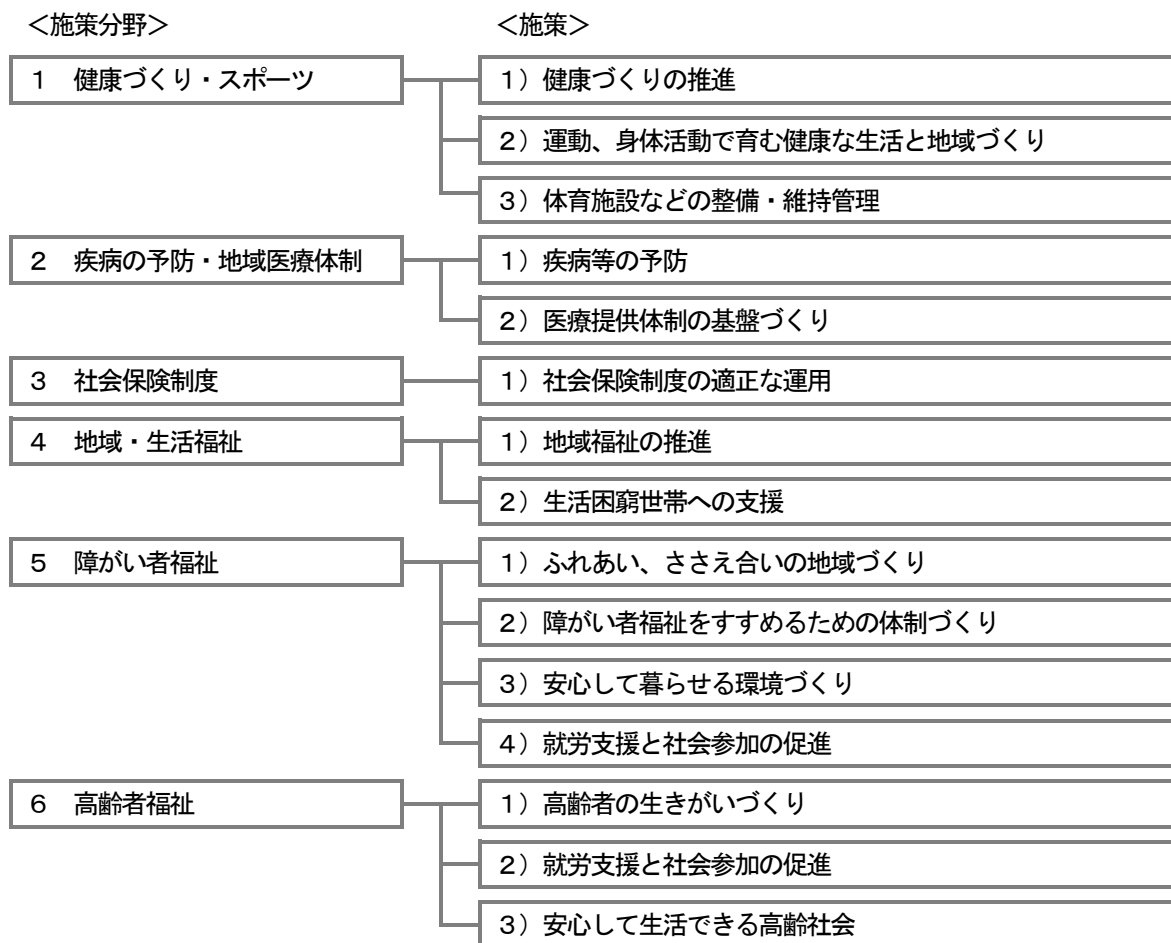 ＜施策分野＞　＜施策＞
１　健康づくり・スポーツ　１）健康づくりの推進
２）運動、身体活動で育む健康な生活と地域づくり
３）体育施設などの整備・維持管理
２　疾病の予防・地域医療体制　１）疾病等の予防
２）医療提供体制の基盤づくり
３　社会保険制度　１）社会保険制度の適正な運用
４　地域・生活福祉　１）地域福祉の推進
２）生活困窮世帯への支援
５　障がい者福祉　１）ふれあい、ささえ合いの地域づくり
２）障がい者福祉をすすめるための体制づくり
３）安心して暮らせる環境づくり
４）就労支援と社会参加の促進
６　高齢者福祉　１）高齢者の生きがいづくり
２）就労支援と社会参加の促進
３）安心して生活できる高齢社会